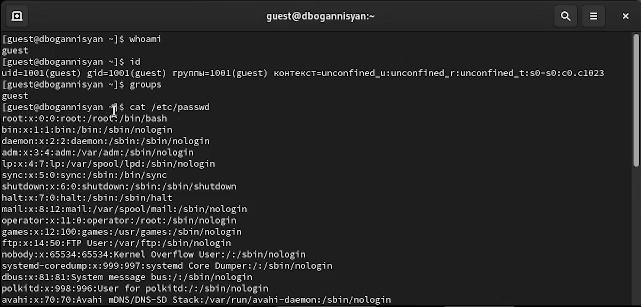 guest@dbogannisyan:~
[guest@dbogannisyan ~]$ whoami
guest
[guest@dbogannisyan ~]$ id
uid=1001(guest) gid=1001(guest) группы=1001(guest) контекст=unconfined_u:unconfined_r:unconfined_t:s0-s0:c0.c1023
[guest@dbogannisyan ~]$ groups
guest
[guest@dbogannisyan ~]$ cat /etc/passwd
root:x:0:0:root:/root:/bin/bash
bin:x:1:1:bin:/bin:/sbin/nologin
daemon:x:2:2:daemon:/sbin:/sbin/nologin
adm:x:3:4:adm:/var/adm:/sbin/nologin
lp:x:4:7:lp:/var/spool/lpd:/sbin/nologin
sync:x:5:0:sync:/sbin:/bin/sync
shutdown:x:6:0:shutdown:/sbin:/sbin/shutdown
halt:x:7:0:halt:/sbin:/sbin/halt
mail:x:8:12:mail:/var/spool/mail:/sbin/nologin
operator:x:11:0:operator:/root:/sbin/nologin
games:x:12:100:games:/usr/games:/sbin/nologin
ftp:x:14:50:FTP User:/var/ftp:/sbin/nologin
nobody:x:65534:65534:Kernel Overflow User:/:/sbin/nologin
systemd-coredump:x:999:997:systemd Core Dumper:/:/sbin/nologin
dbus:x:81:81:System message bus:/:/sbin/nologin
polkitd:x:998:996:User for polkitd:/:/sbin/nologin
avahi:x:70:70:Avahi mDNS/DNS-SD Stack:/var/run/avahi-daemon:/sbin/nologin